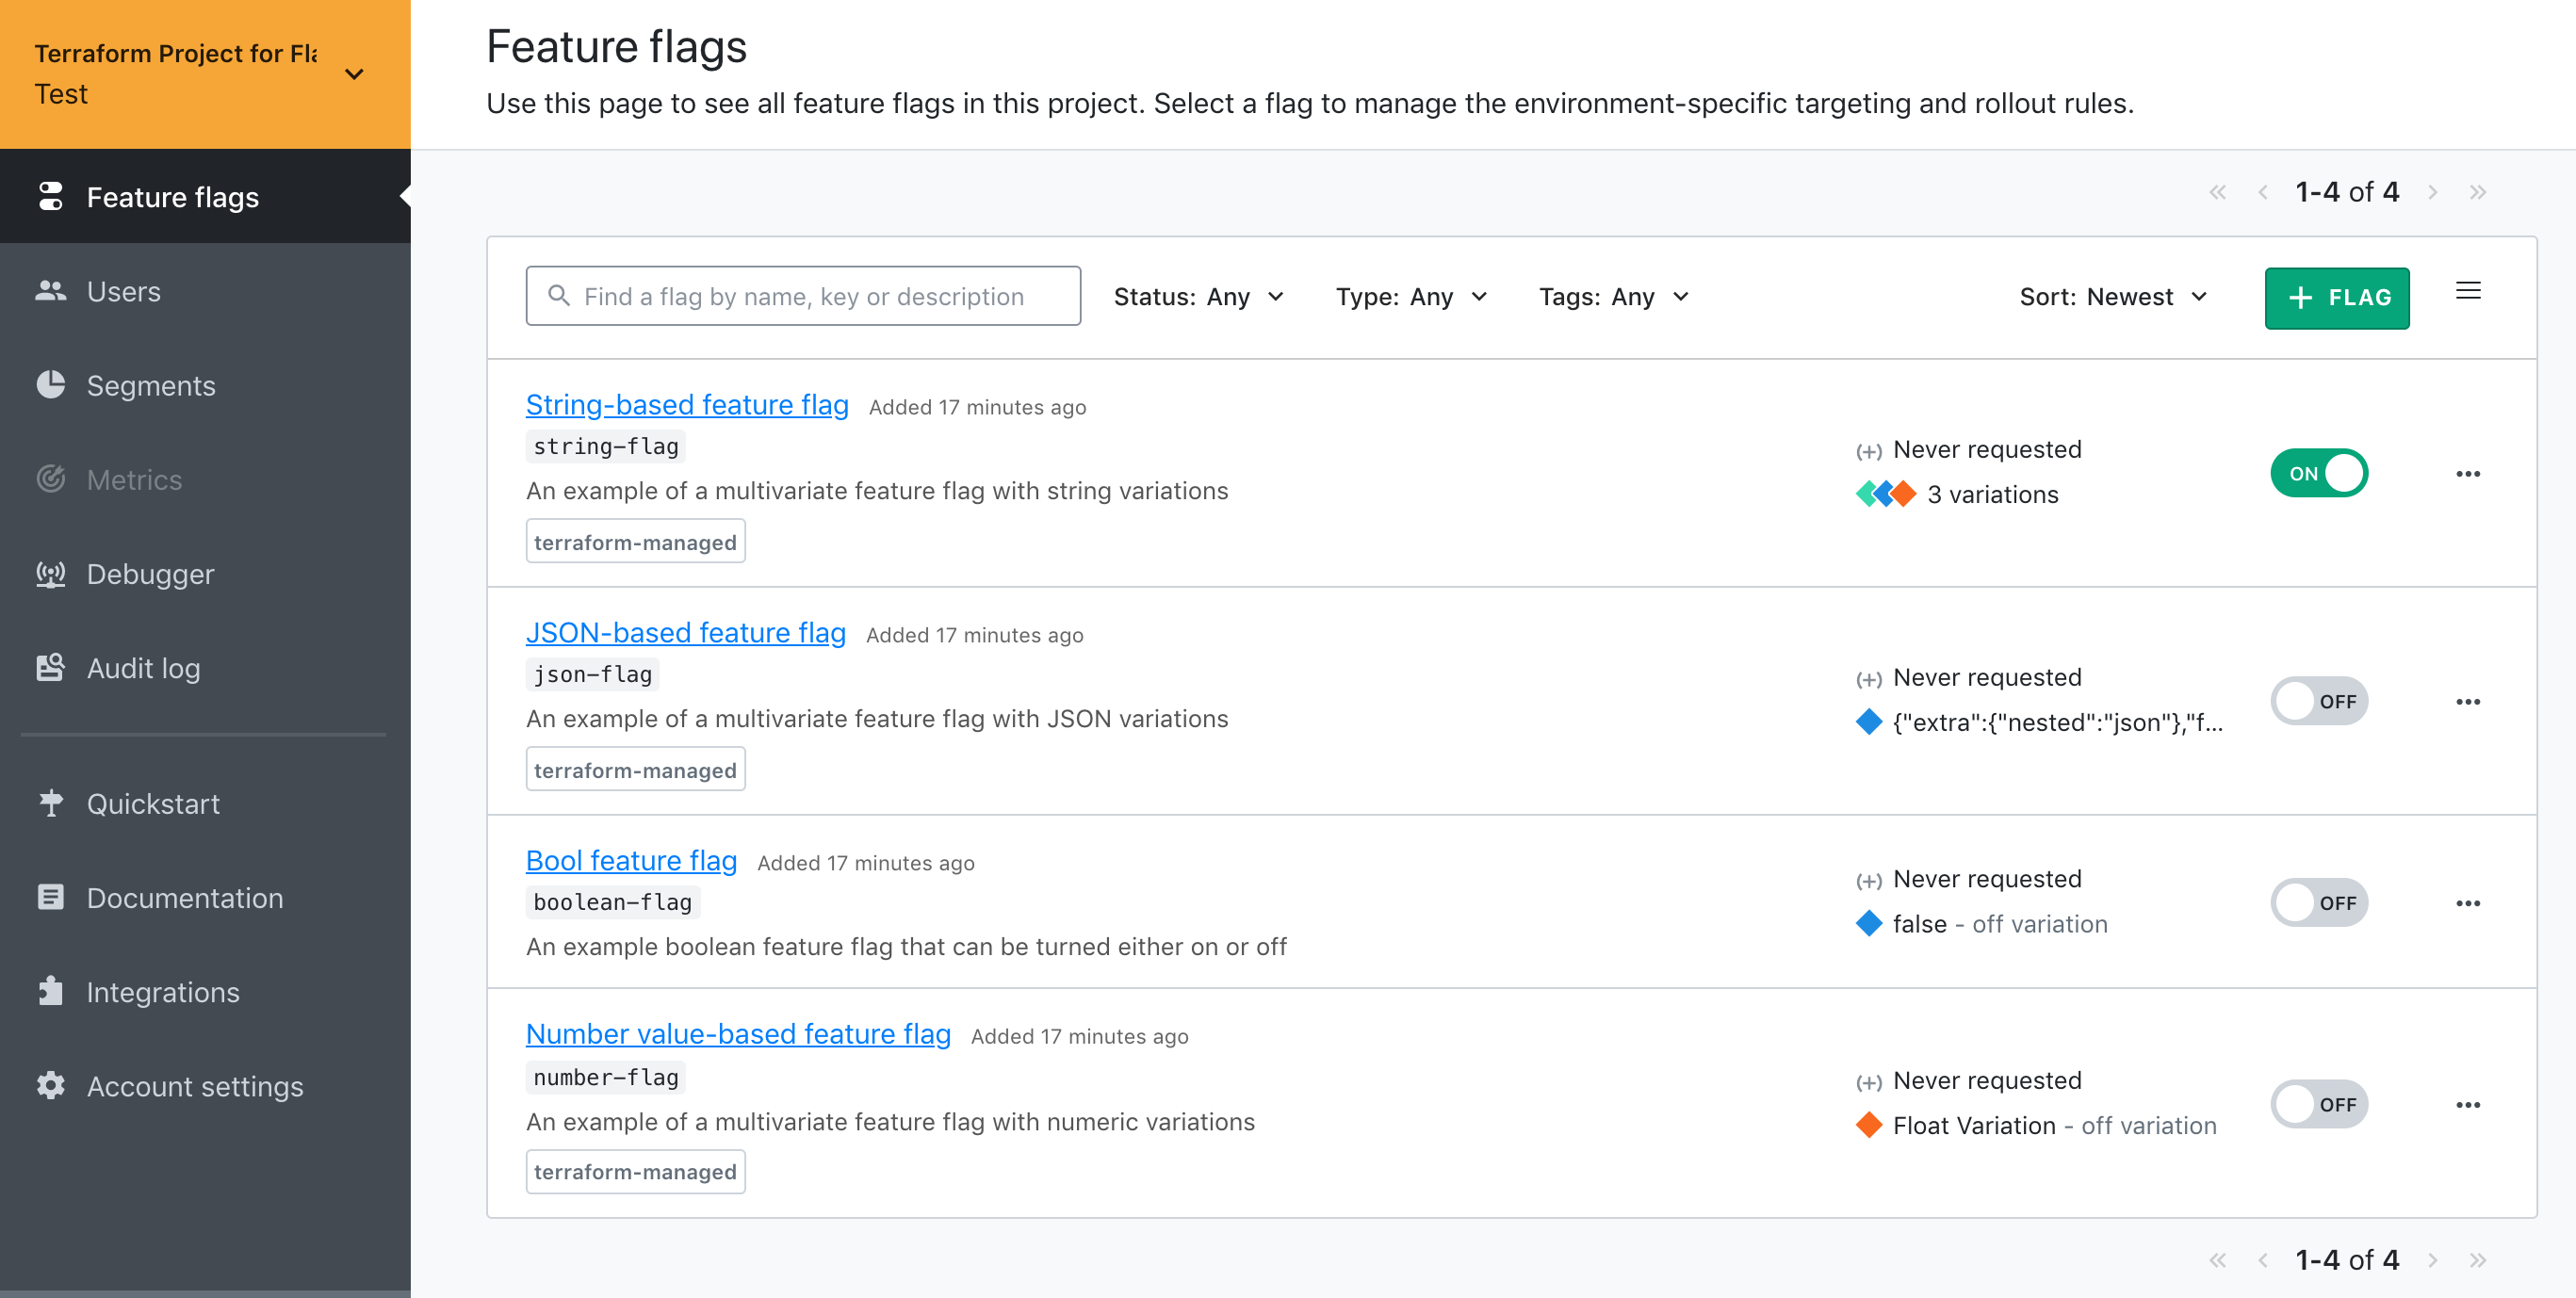 Terraform Project for Fla
Test
Feature flags
Users
Segments
Metrics
Debugger
Audit log
Quickstart
Documentation
Integrations
Account settings
Feature flags
Use this page to see all feature flags in this project. Select a flag to manage the environment-specific targeting and rollout rules.
« ‹ 1-4 of 4 › »
Find a flag by name, key or description Status: Any Type: Any Tags: Any Sort: Newest + FLAG
String-based feature flag Added 17 minutes ago
string-flag
An example of a multivariate feature flag with string variations
terraform-managed
(+) Never requested
3 variations
ON
JSON-based feature flag Added 17 minutes ago
json-flag
An example of a multivariate feature flag with JSON variations
terraform-managed
(+) Never requested
{"extra":{"nested":"json"},"f...
OFF
Bool feature flag Added 17 minutes ago
boolean-flag
An example boolean feature flag that can be turned either on or off
(+) Never requested
false - off variation
OFF
Number value-based feature flag Added 17 minutes ago
number-flag
An example of a multivariate feature flag with numeric variations
terraform-managed
(+) Never requested
Float Variation - off variation
OFF
« ‹ 1-4 of 4 › »